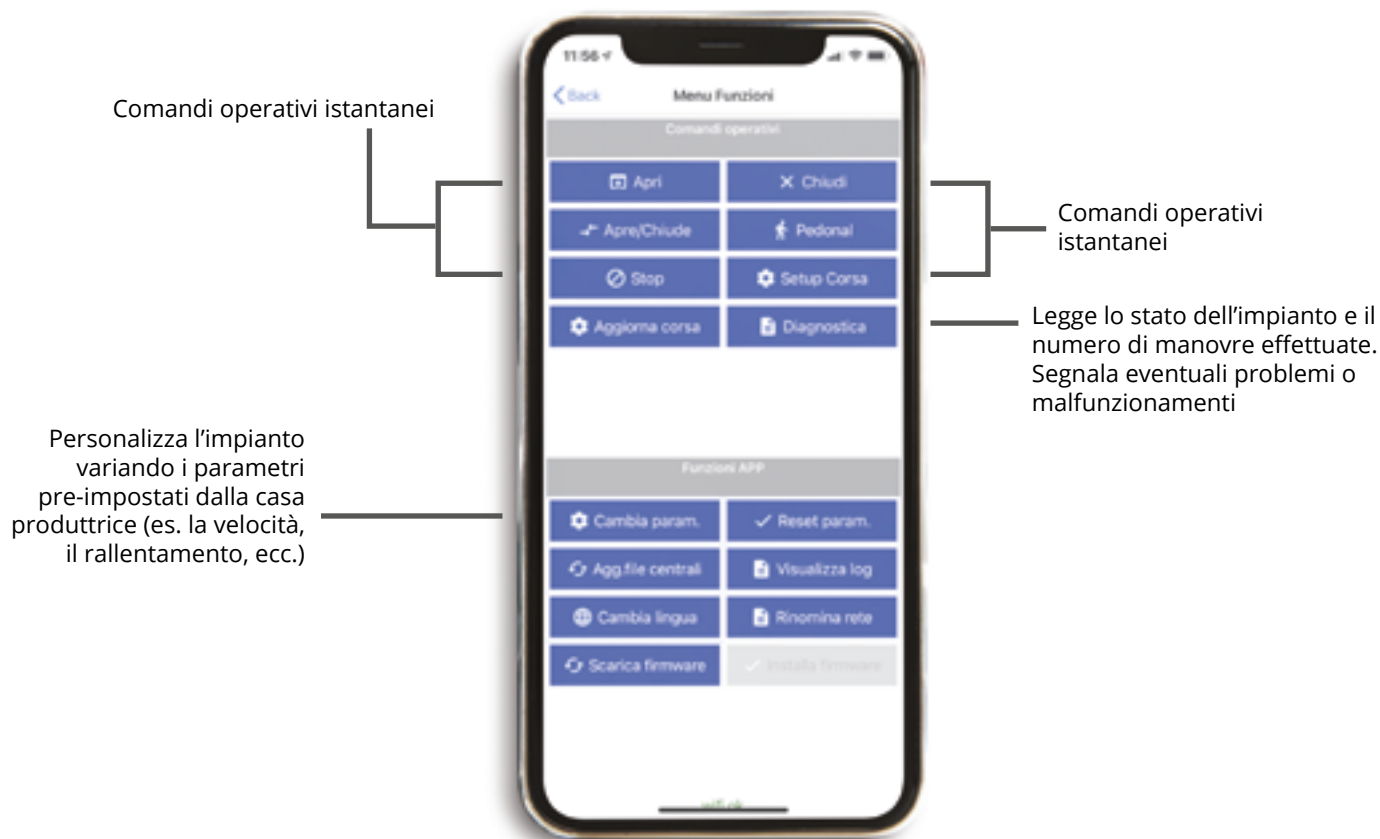 11:56
Back Menu Funzioni
Comandi operativi istantanei
Comandi operativi
Apri
Chiudi
Apre/Chiude
Pedonal
Stop
Setup Corsa
Aggiorna corsa
Diagnostica
Comandi operativi
istantanei
Legge lo stato dell’impianto e il
numero di manovre effettuate.
Segnala eventuali problemi o
malfunzionamenti
Personalizza l’impianto
variando i parametri
pre-impostati dalla casa
produttrice (es. la velocità,
il rallentamento, ecc.)
Funzioni APP
Cambia param.
Reset param.
Agg.file centrali
Visualizza log
Cambia lingua
Rinomina rete
Scarica firmware
Installa firmware
wifi ok